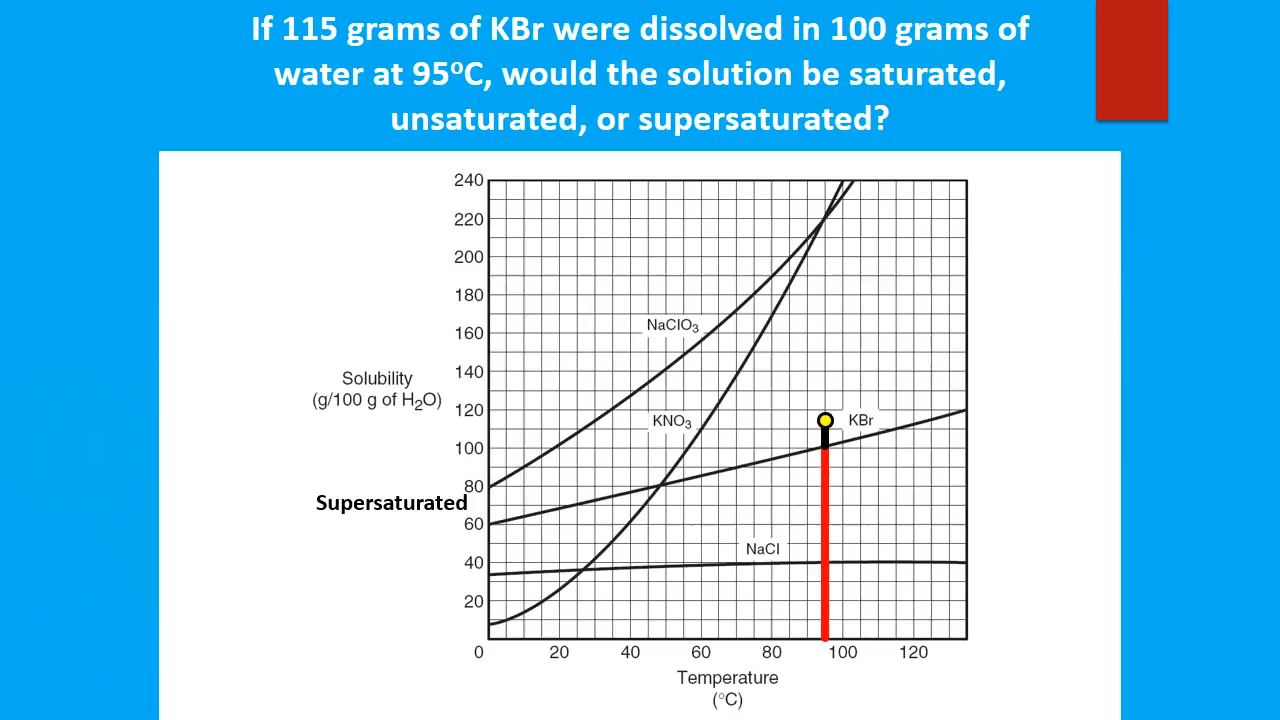 If 115 grams of KBr were dissolved in 100 grams of
water at 95°C, would the solution be saturated,
unsaturated, or supersaturated?
240
220
200
180
160
140
120
100
80
60
40
20
Solubility
(g/100 g of H₂O)
Supersaturated
NaClO₃
KNO₃
KBr
NaCl
0 20 40 60 80 100 120
Temperature
(°C)